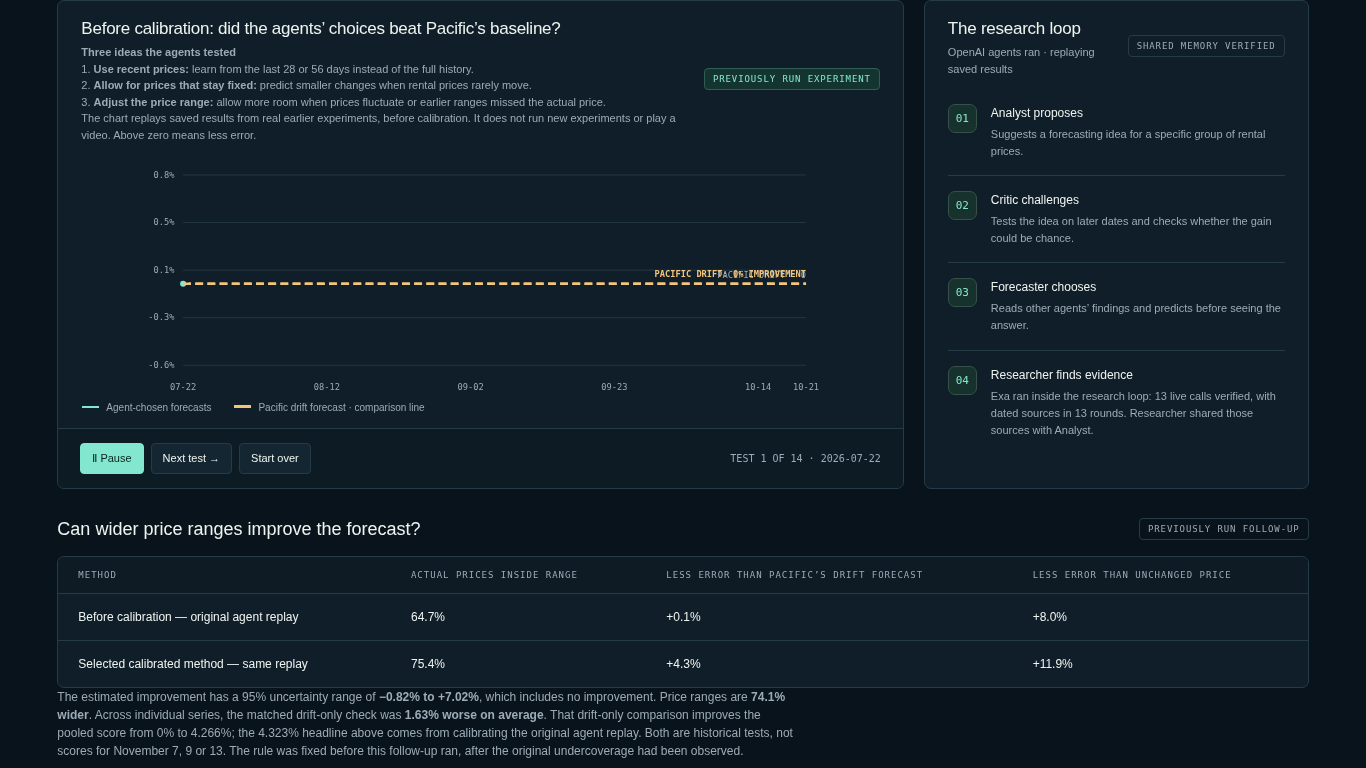 Before calibration: did the agents’ choices beat Pacific’s baseline?
Three ideas the agents tested
1. Use recent prices: learn from the last 28 or 56 days instead of the full history.
2. Allow for prices that stay fixed: predict smaller changes when rental prices rarely move.
3. Adjust the price range: allow more room when prices fluctuate or earlier ranges missed the actual price.
The chart replays saved results from real earlier experiments, before calibration. It does not run new experiments or play a
video. Above zero means less error.
PREVIOUSLY RUN EXPERIMENT
0.8%
0.5%
0.1%
PACIFIC DRIFT: 0% IMPROVEMENT
-0.3%
-0.6%
07-22 08-12 09-02 09-23 10-14 10-21
Agent-chosen forecasts Pacific drift forecast · comparison line
Ⅱ Pause Next test → Start over TEST 1 OF 14 · 2026-07-22
The research loop
OpenAI agents ran · replaying
saved results
SHARED MEMORY VERIFIED
01 Analyst proposes
Suggests a forecasting idea for a specific group of rental
prices.
02 Critic challenges
Tests the idea on later dates and checks whether the gain
could be chance.
03 Forecaster chooses
Reads other agents’ findings and predicts before seeing the
answer.
04 Researcher finds evidence
Exa ran inside the research loop: 13 live calls verified, with
dated sources in 13 rounds. Researcher shared those
sources with Analyst.
Can wider price ranges improve the forecast?
PREVIOUSLY RUN FOLLOW-UP
METHOD ACTUAL PRICES INSIDE RANGE LESS ERROR THAN PACIFIC’S DRIFT FORECAST LESS ERROR THAN UNCHANGED PRICE
Before calibration — original agent replay 64.7% +0.1% +8.0%
Selected calibrated method — same replay 75.4% +4.3% +11.9%
The estimated improvement has a 95% uncertainty range of −0.82% to +7.02%, which includes no improvement. Price ranges are 74.1%
wider. Across individual series, the matched drift-only check was 1.63% worse on average. That drift-only comparison improves the
pooled score from 0% to 4.266%; the 4.323% headline above comes from calibrating the original agent replay. Both are historical tests, not
scores for November 7, 9 or 13. The rule was fixed before this follow-up ran, after the original undercoverage had been observed.